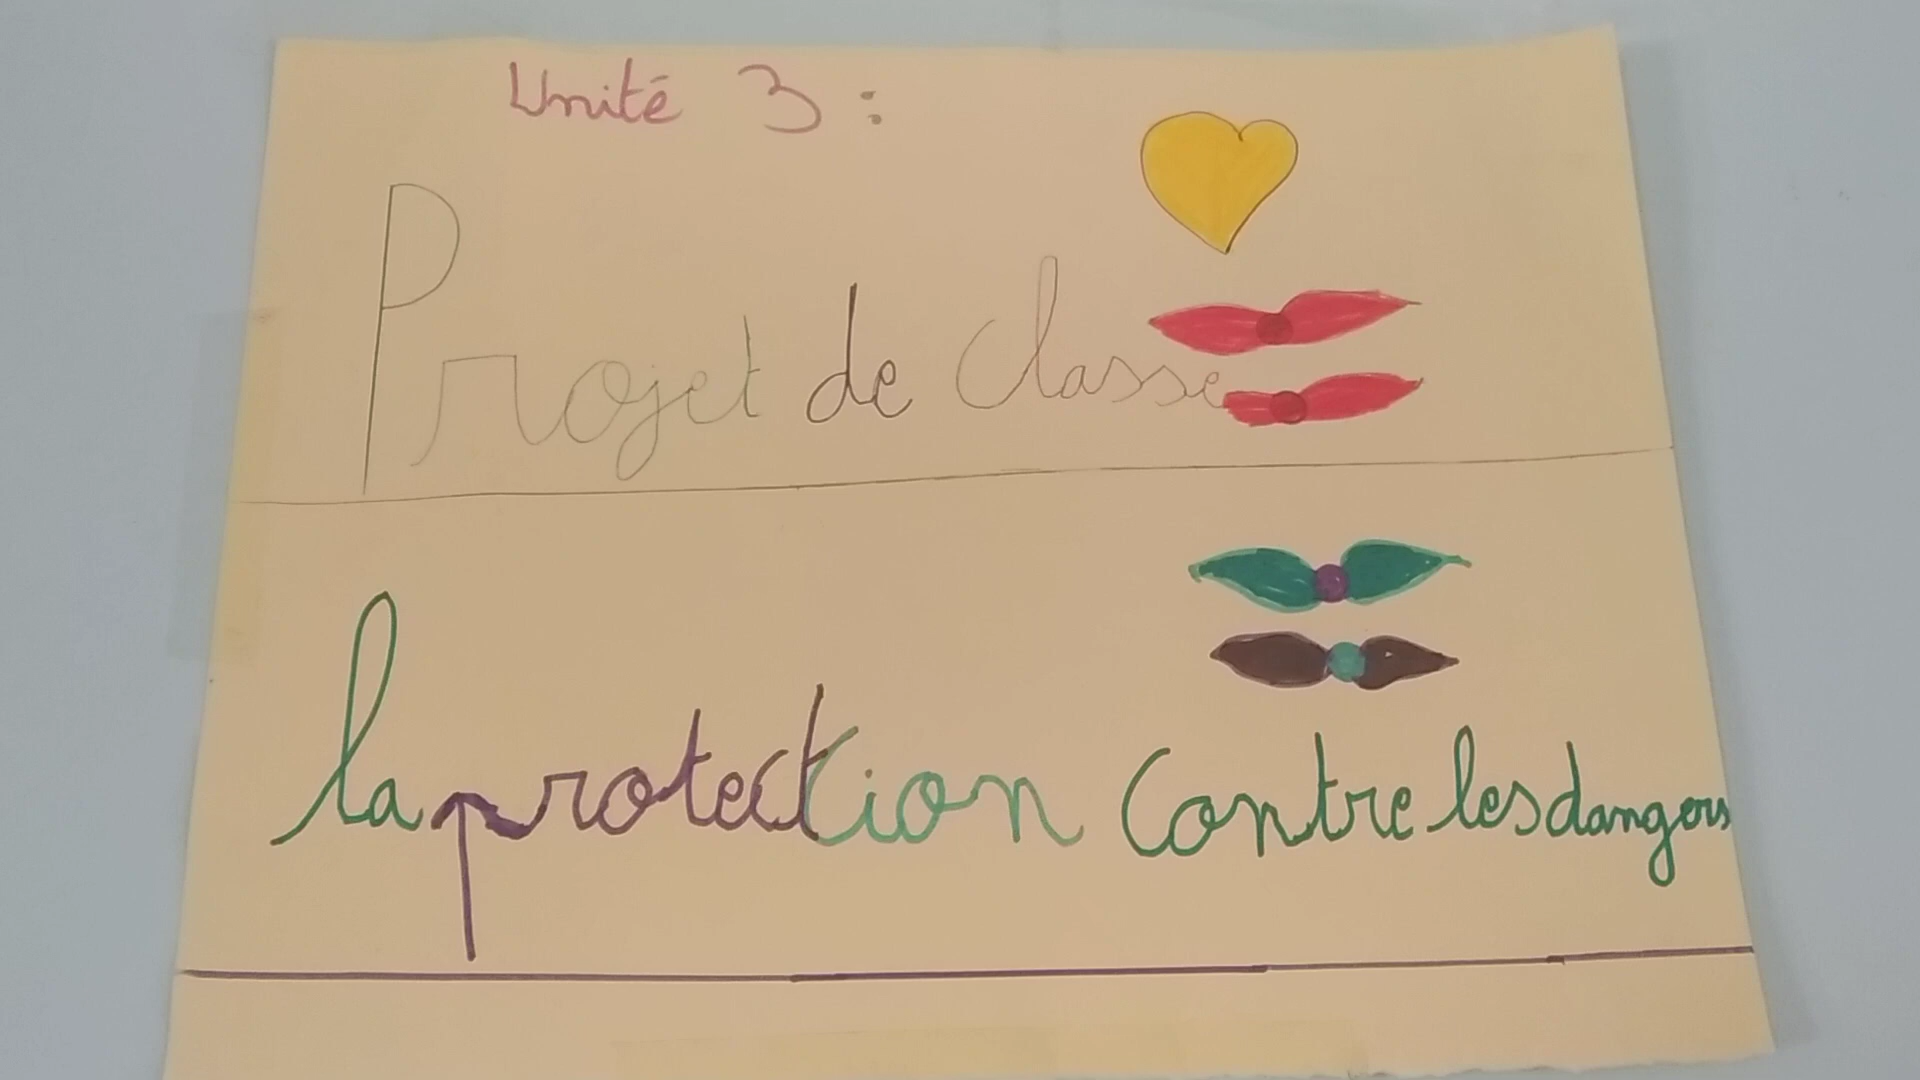 Unité 3 :
Projet de classe
la protection contre les dangers